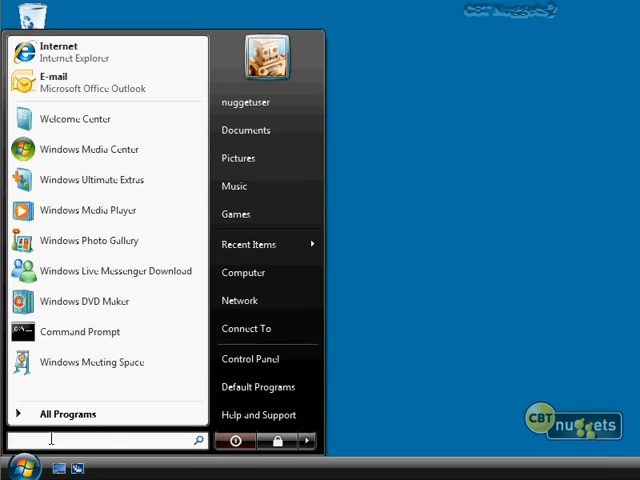 CBT Nuggets
Internet
Internet Explorer
E-mail
Microsoft Office Outlook
Welcome Center
Windows Media Center
Windows Ultimate Extras
Windows Media Player
Windows Photo Gallery
Windows Live Messenger Download
Windows DVD Maker
Command Prompt
Windows Meeting Space
All Programs
nuggetuser
Documents
Pictures
Music
Games
Recent Items
Computer
Network
Connect To
Control Panel
Default Programs
Help and Support
CBT
nuggets